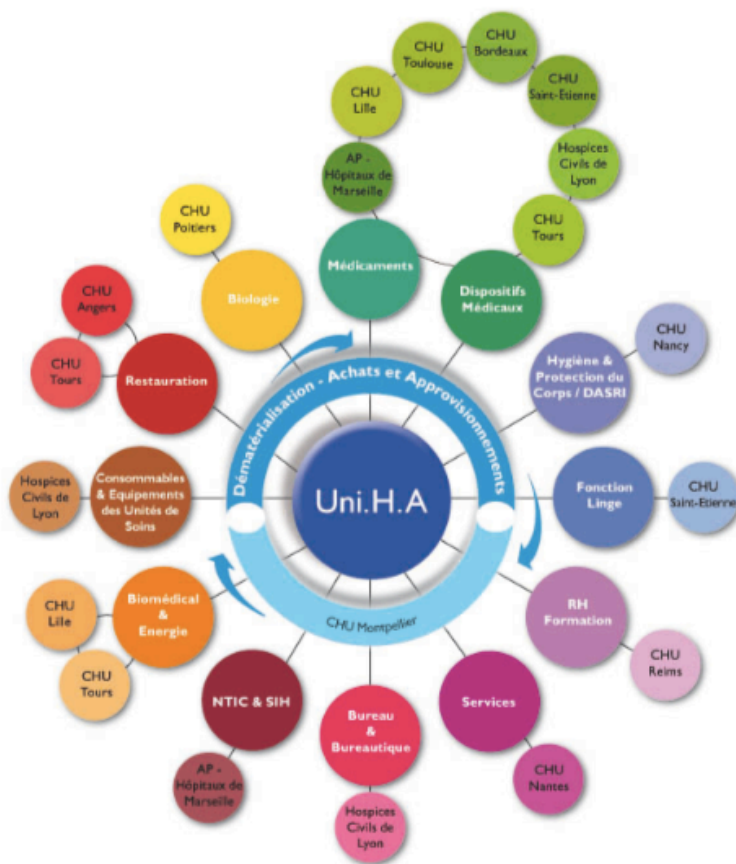 CHU
Bordeaux
CHU
Toulouse
CHU
Saint-Etienne
CHU
Lille
Hospices
Civils de
Lyon
AP -
Hôpitaux de
Marseille
CHU
Tours
CHU
Poitiers
Médicaments
Dispositifs
Médicaux
Biologie
CHU
Angers
CHU
Tours
Restauration
Hygiène &
Protection du
Corps / DASRI
CHU
Nancy
Dématérialisation - Achats et Approvisionnements
Uni.H.A
Hospices
Civils de
Lyon
Consommables
& Equipements
des Unités de
Soins
Fonction
Linge
CHU
Saint-Etienne
CHU Montpellier
CHU
Lille
CHU
Tours
Biomédical
&
Energie
RH
Formation
CHU
Reims
NTIC & SIH
AP -
Hôpitaux de
Marseille
Bureau
&
Bureautique
Hospices
Civils de
Lyon
Services
CHU
Nantes